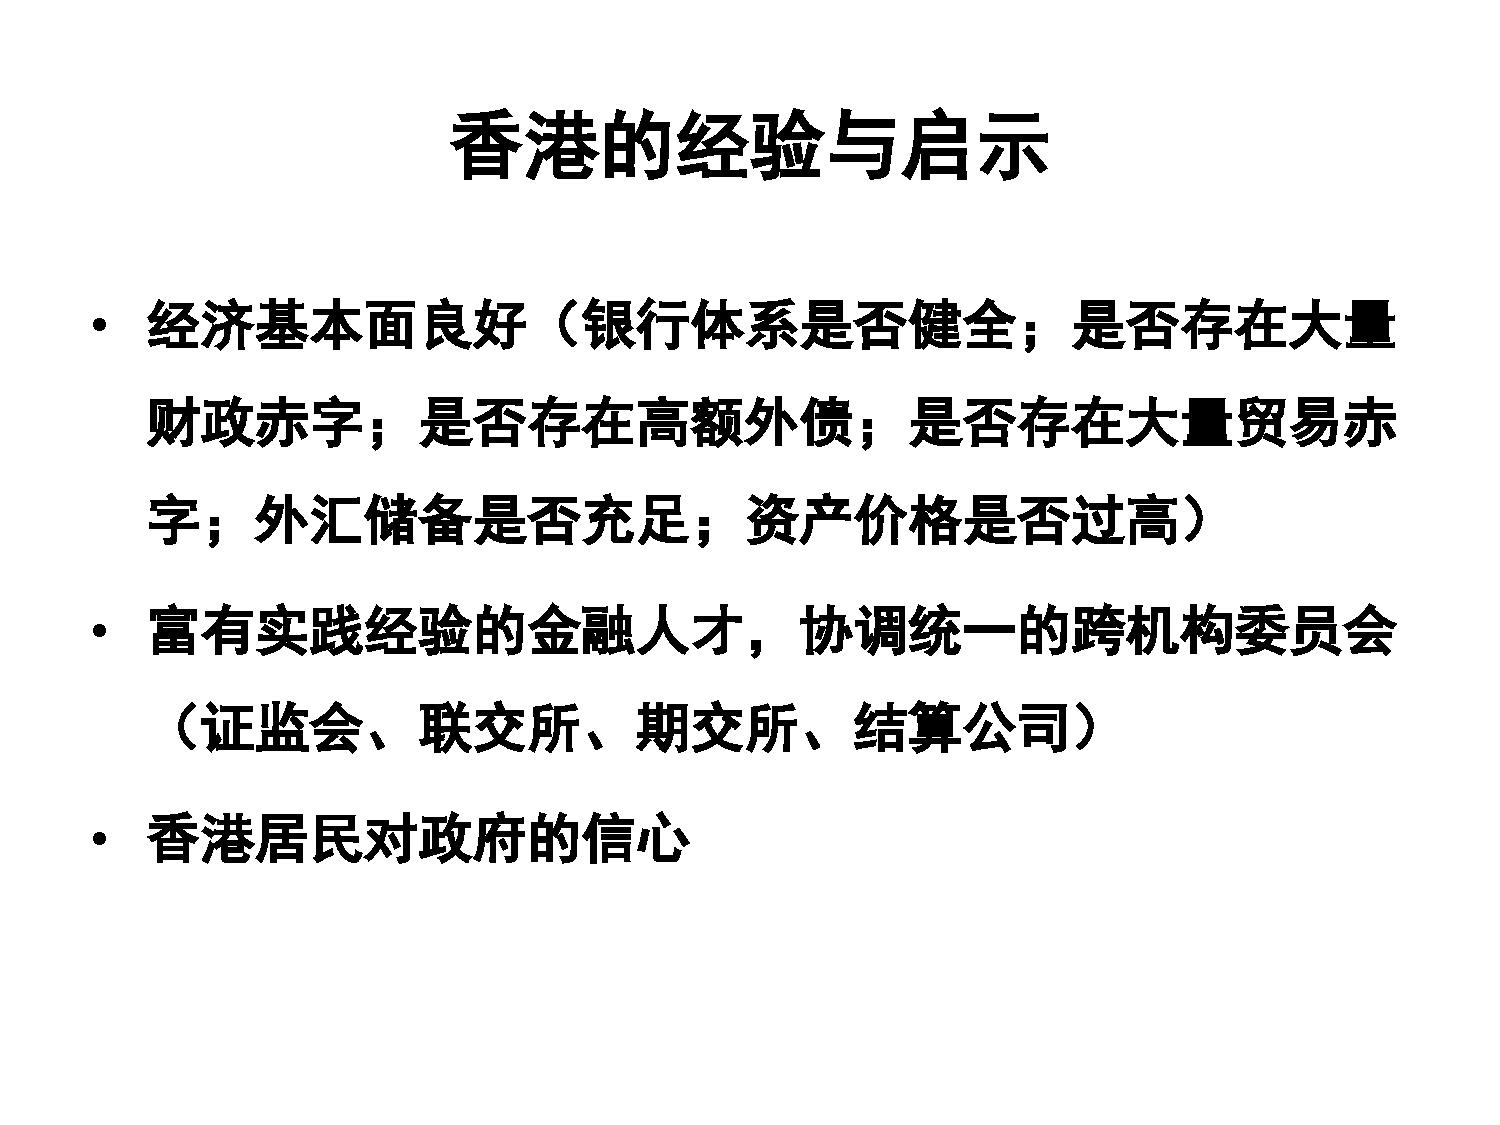 香港的经验与启示
• 经济基本面良好（银行体系是否健全；是否存在大量
财政赤字；是否存在高额外债；是否存在大量贸易赤
字；外汇储备是否充足；资产价格是否过高）
• 富有实践经验的金融人才，协调统一的跨机构委员会
（证监会、联交所、期交所、结算公司）
• 香港居民对政府的信心